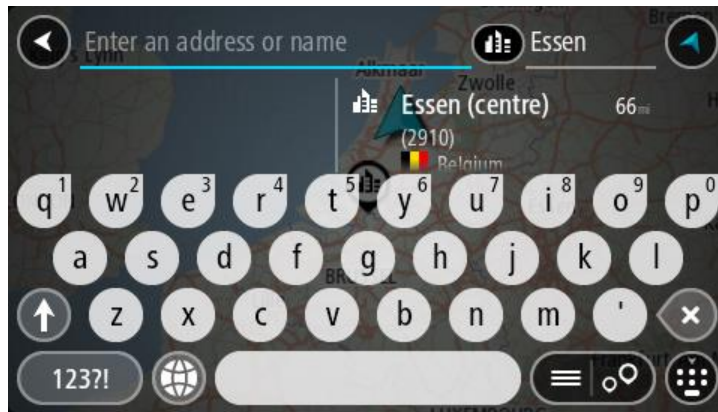 Enter an address or name
Essen
Alkmaar
Zwolle
Essen (centre) 66 mi
(2910)
Belgium
q1 w2 e3 r4 t5 y6 u7 i8 o9 p0
a s d f g h j k l
z x c v b n m '
123?!